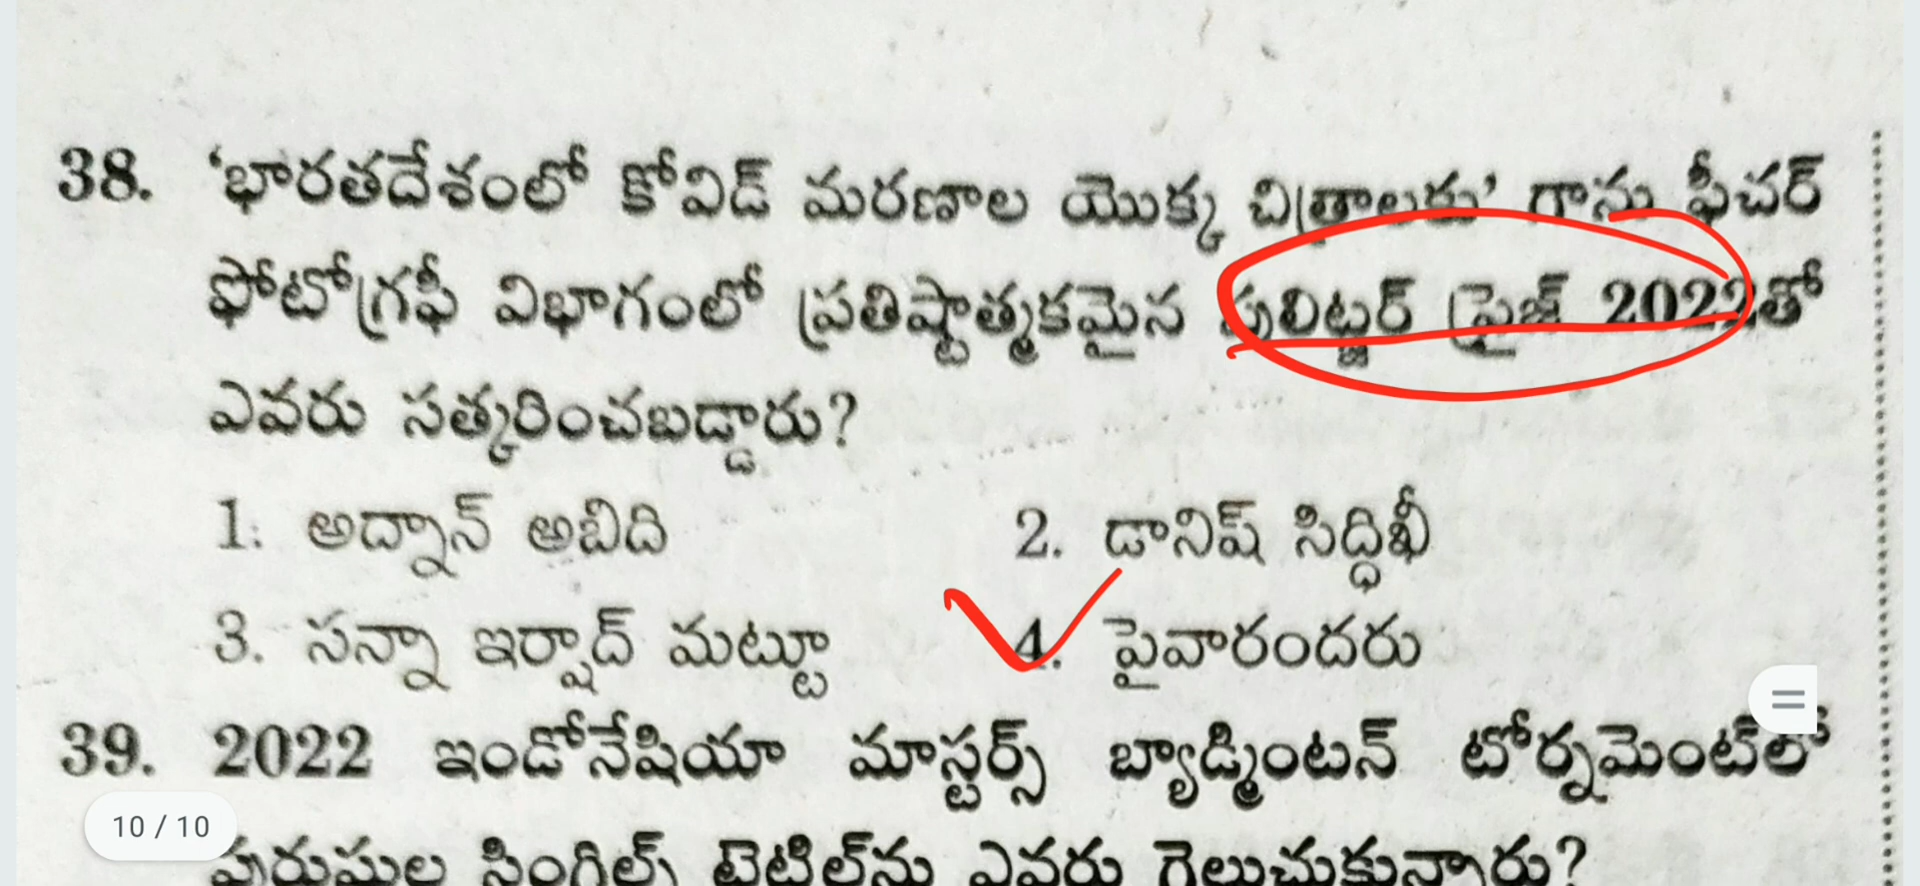 38. ‘భారతదేశంలో కోవిడ్ మరణాల యొక్క చిత్రాలకు’ గాను ఫీచర్
ఫోటోగ్రఫీ విభాగంలో ప్రతిష్టాత్మకమైన పులిట్జర్ ప్రైజ్ 2022తో
ఎవరు సత్కరించబడ్డారు?
1. అద్నాన్ అబిది 2. డానిష్ సిద్ధిఖీ
3. సన్నా ఇర్షాద్ మట్టూ 4. పైవారందరు
39. 2022 ఇండోనేషియా మాస్టర్స్ బ్యాడ్మింటన్ టోర్నమెంట్‌లో
10 / 10
పురుషుల సింగిల్స్ టైటిల్‌ను ఎవరు గెలుచుకున్నారు?